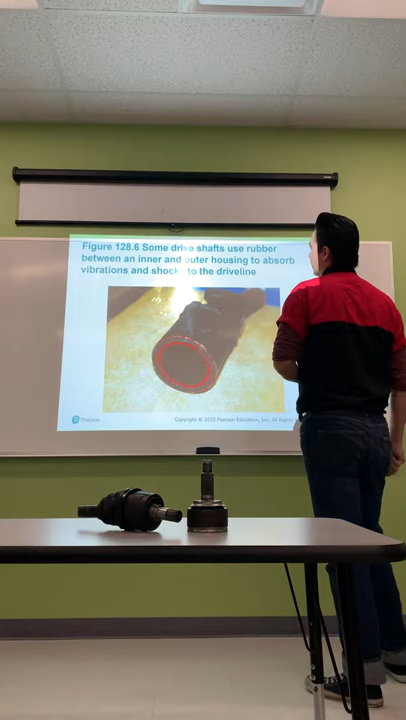 Figure 128.6 Some drive shafts use rubber
between an inner and outer housing to absorb
vibrations and shocks to the driveline
Pearson
Copyright © 2020 Pearson Education, Inc. All Rights